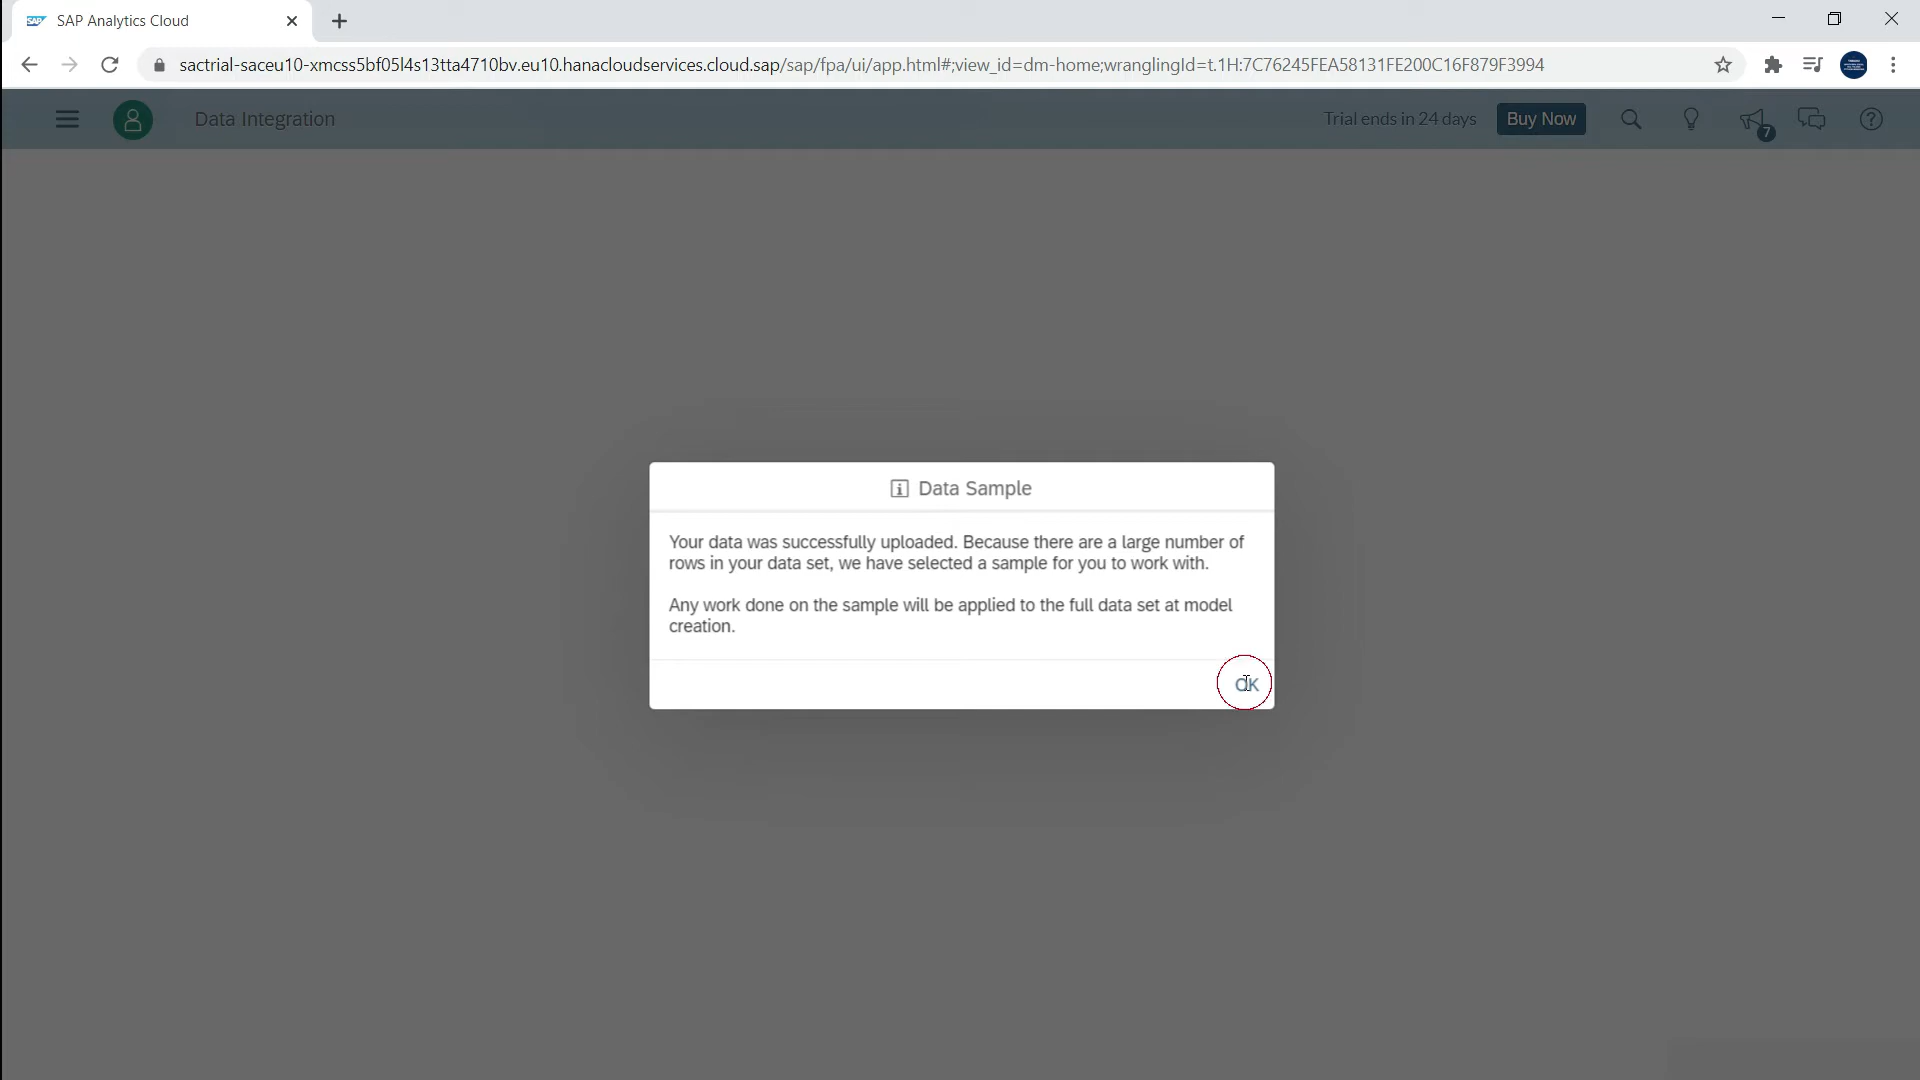 SAP SAP Analytics Cloud
sactrial-saceu10-xmcss5bf05l4s13tta4710bv.eu10.hanacloudservices.cloud.sap/sap/fpa/ui/app.html#;view_id=dm-home;wranglingId=t.1H:7C76245FEA58131FE200C16F879F3994
Data Integration Trial ends in 24 days Buy Now 7
Data Sample
Your data was successfully uploaded. Because there are a large number of
rows in your data set, we have selected a sample for you to work with.
Any work done on the sample will be applied to the full data set at model
creation.
OK